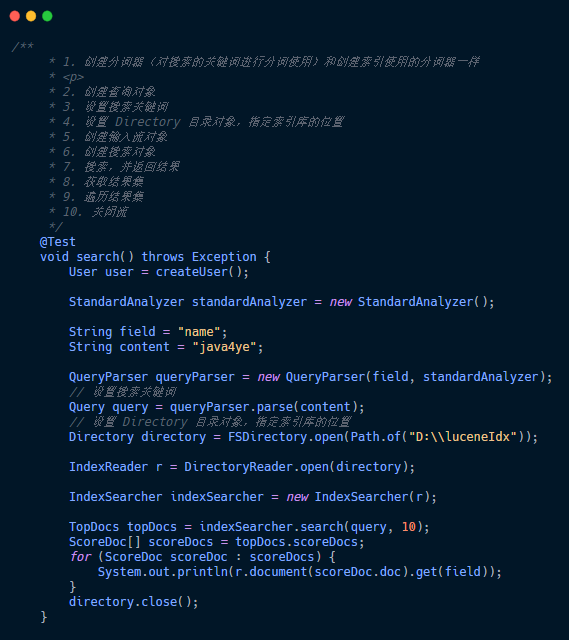 /**
* 1. 创建分词器（对搜索的关键词进行分词使用）和创建索引使用的分词器一样
* <p>
* 2. 创建查询对象
* 3. 设置搜索关键词
* 4. 设置 Directory 目录对象，指定索引库的位置
* 5. 创建输入流对象
* 6. 创建搜索对象
* 7. 搜索，并返回结果
* 8. 获取结果集
* 9. 遍历结果集
* 10. 关闭流
*/
@Test
void search() throws Exception {
User user = createUser();
StandardAnalyzer standardAnalyzer = new StandardAnalyzer();
String field = "name";
String content = "java4ye";
QueryParser queryParser = new QueryParser(field, standardAnalyzer);
// 设置搜索关键词
Query query = queryParser.parse(content);
// 设置 Directory 目录对象，指定索引库的位置
Directory directory = FSDirectory.open(Path.of("D:\\luceneIdx"));
IndexReader r = DirectoryReader.open(directory);
IndexSearcher indexSearcher = new IndexSearcher(r);
TopDocs topDocs = indexSearcher.search(query, 10);
ScoreDoc[] scoreDocs = topDocs.scoreDocs;
for (ScoreDoc scoreDoc : scoreDocs) {
System.out.println(r.document(scoreDoc.doc).get(field));
}
directory.close();
}